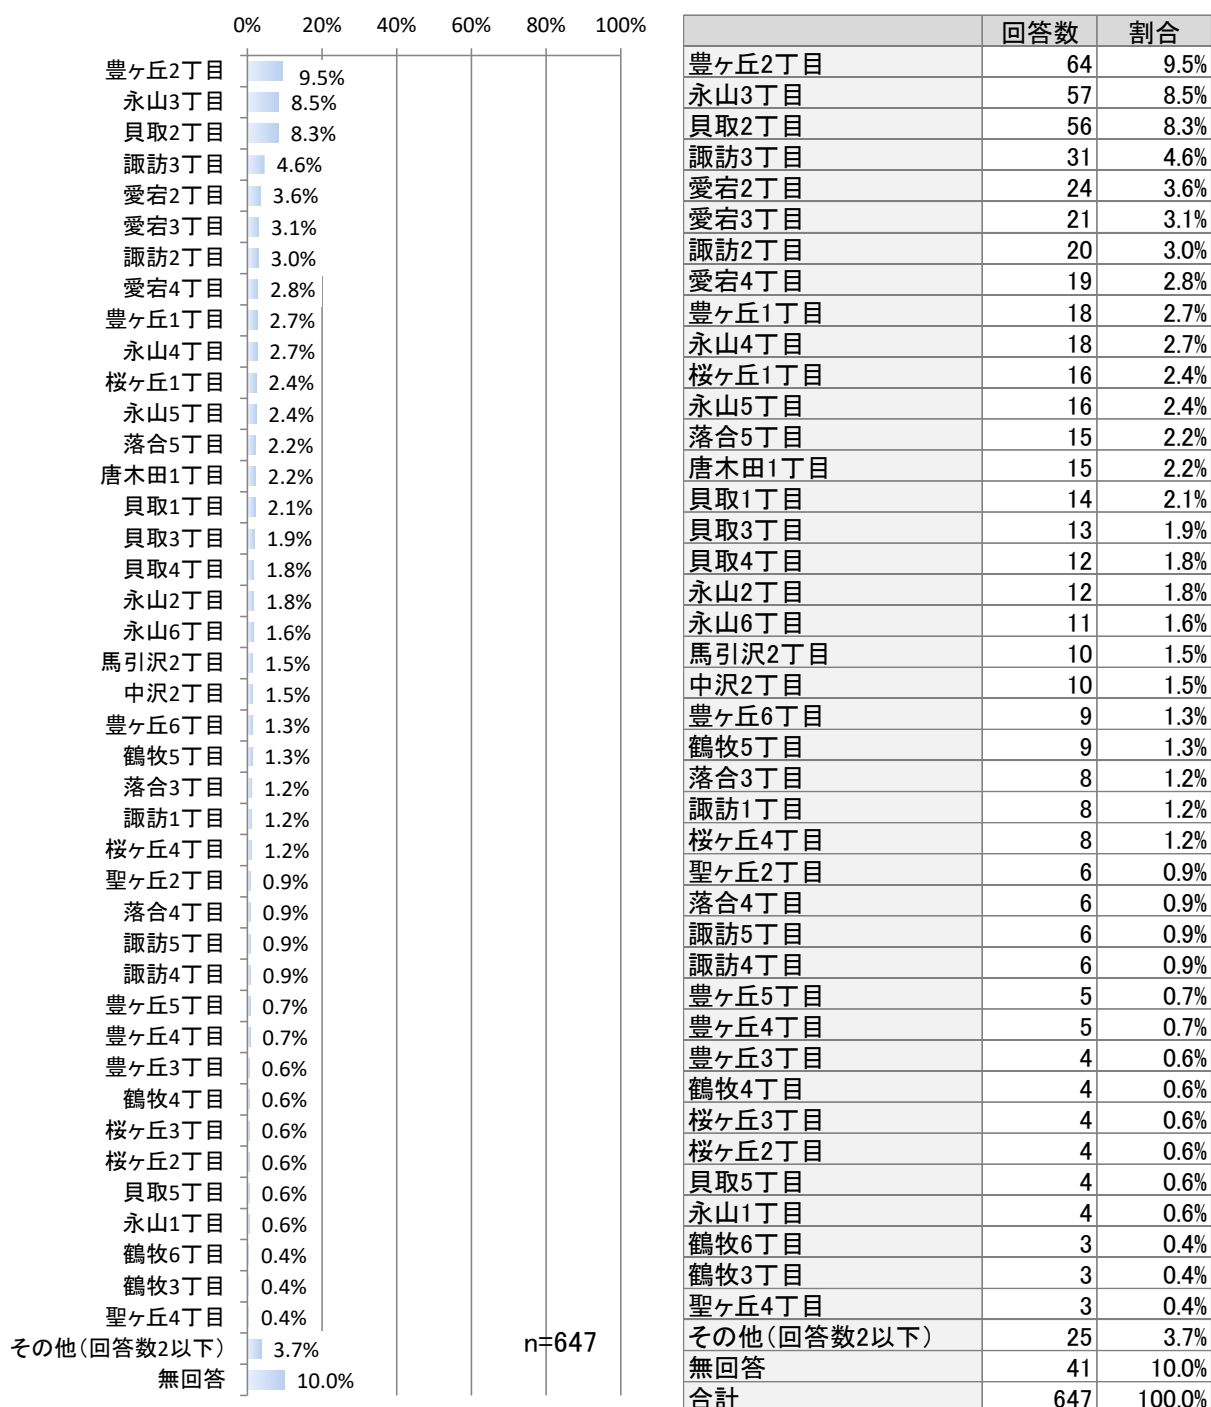 0% 20% 40% 60% 80% 100%
豊ヶ丘2丁目 9.5%
永山3丁目 8.5%
貝取2丁目 8.3%
諏訪3丁目 4.6%
愛宕2丁目 3.6%
愛宕3丁目 3.1%
諏訪2丁目 3.0%
愛宕4丁目 2.8%
豊ヶ丘1丁目 2.7%
永山4丁目 2.7%
桜ヶ丘1丁目 2.4%
永山5丁目 2.4%
落合5丁目 2.2%
唐木田1丁目 2.2%
貝取1丁目 2.1%
貝取3丁目 1.9%
貝取4丁目 1.8%
永山2丁目 1.8%
永山6丁目 1.6%
馬引沢2丁目 1.5%
中沢2丁目 1.5%
豊ヶ丘6丁目 1.3%
鶴牧5丁目 1.3%
落合3丁目 1.2%
諏訪1丁目 1.2%
桜ヶ丘4丁目 1.2%
聖ヶ丘2丁目 0.9%
落合4丁目 0.9%
諏訪5丁目 0.9%
諏訪4丁目 0.9%
豊ヶ丘5丁目 0.7%
豊ヶ丘4丁目 0.7%
豊ヶ丘3丁目 0.6%
鶴牧4丁目 0.6%
桜ヶ丘3丁目 0.6%
桜ヶ丘2丁目 0.6%
貝取5丁目 0.6%
永山1丁目 0.6%
鶴牧6丁目 0.4%
鶴牧3丁目 0.4%
聖ヶ丘4丁目 0.4%
その他（回答数2以下） 3.7%
無回答 10.0%
n=647
回答数 割合
豊ヶ丘2丁目 64 9.5%
永山3丁目 57 8.5%
貝取2丁目 56 8.3%
諏訪3丁目 31 4.6%
愛宕2丁目 24 3.6%
愛宕3丁目 21 3.1%
諏訪2丁目 20 3.0%
愛宕4丁目 19 2.8%
豊ヶ丘1丁目 18 2.7%
永山4丁目 18 2.7%
桜ヶ丘1丁目 16 2.4%
永山5丁目 16 2.4%
落合5丁目 15 2.2%
唐木田1丁目 15 2.2%
貝取1丁目 14 2.1%
貝取3丁目 13 1.9%
貝取4丁目 12 1.8%
永山2丁目 12 1.8%
永山6丁目 11 1.6%
馬引沢2丁目 10 1.5%
中沢2丁目 10 1.5%
豊ヶ丘6丁目 9 1.3%
鶴牧5丁目 9 1.3%
落合3丁目 8 1.2%
諏訪1丁目 8 1.2%
桜ヶ丘4丁目 8 1.2%
聖ヶ丘2丁目 6 0.9%
落合4丁目 6 0.9%
諏訪5丁目 6 0.9%
諏訪4丁目 6 0.9%
豊ヶ丘5丁目 5 0.7%
豊ヶ丘4丁目 5 0.7%
豊ヶ丘3丁目 4 0.6%
鶴牧4丁目 4 0.6%
桜ヶ丘3丁目 4 0.6%
桜ヶ丘2丁目 4 0.6%
貝取5丁目 4 0.6%
永山1丁目 4 0.6%
鶴牧6丁目 3 0.4%
鶴牧3丁目 3 0.4%
聖ヶ丘4丁目 3 0.4%
その他（回答数2以下） 25 3.7%
無回答 41 10.0%
合計 647 100.0%